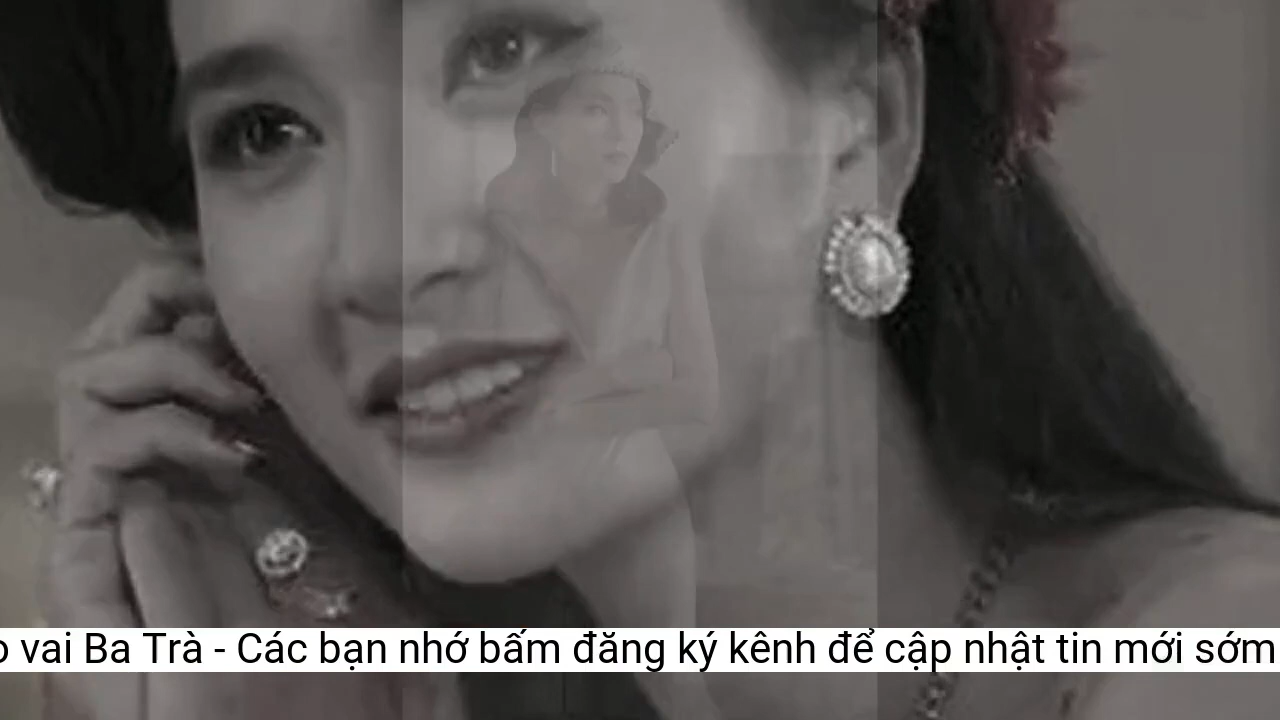 vai Ba Trà - Các bạn nhớ bấm đăng ký kênh để cập nhật tin mới sớm